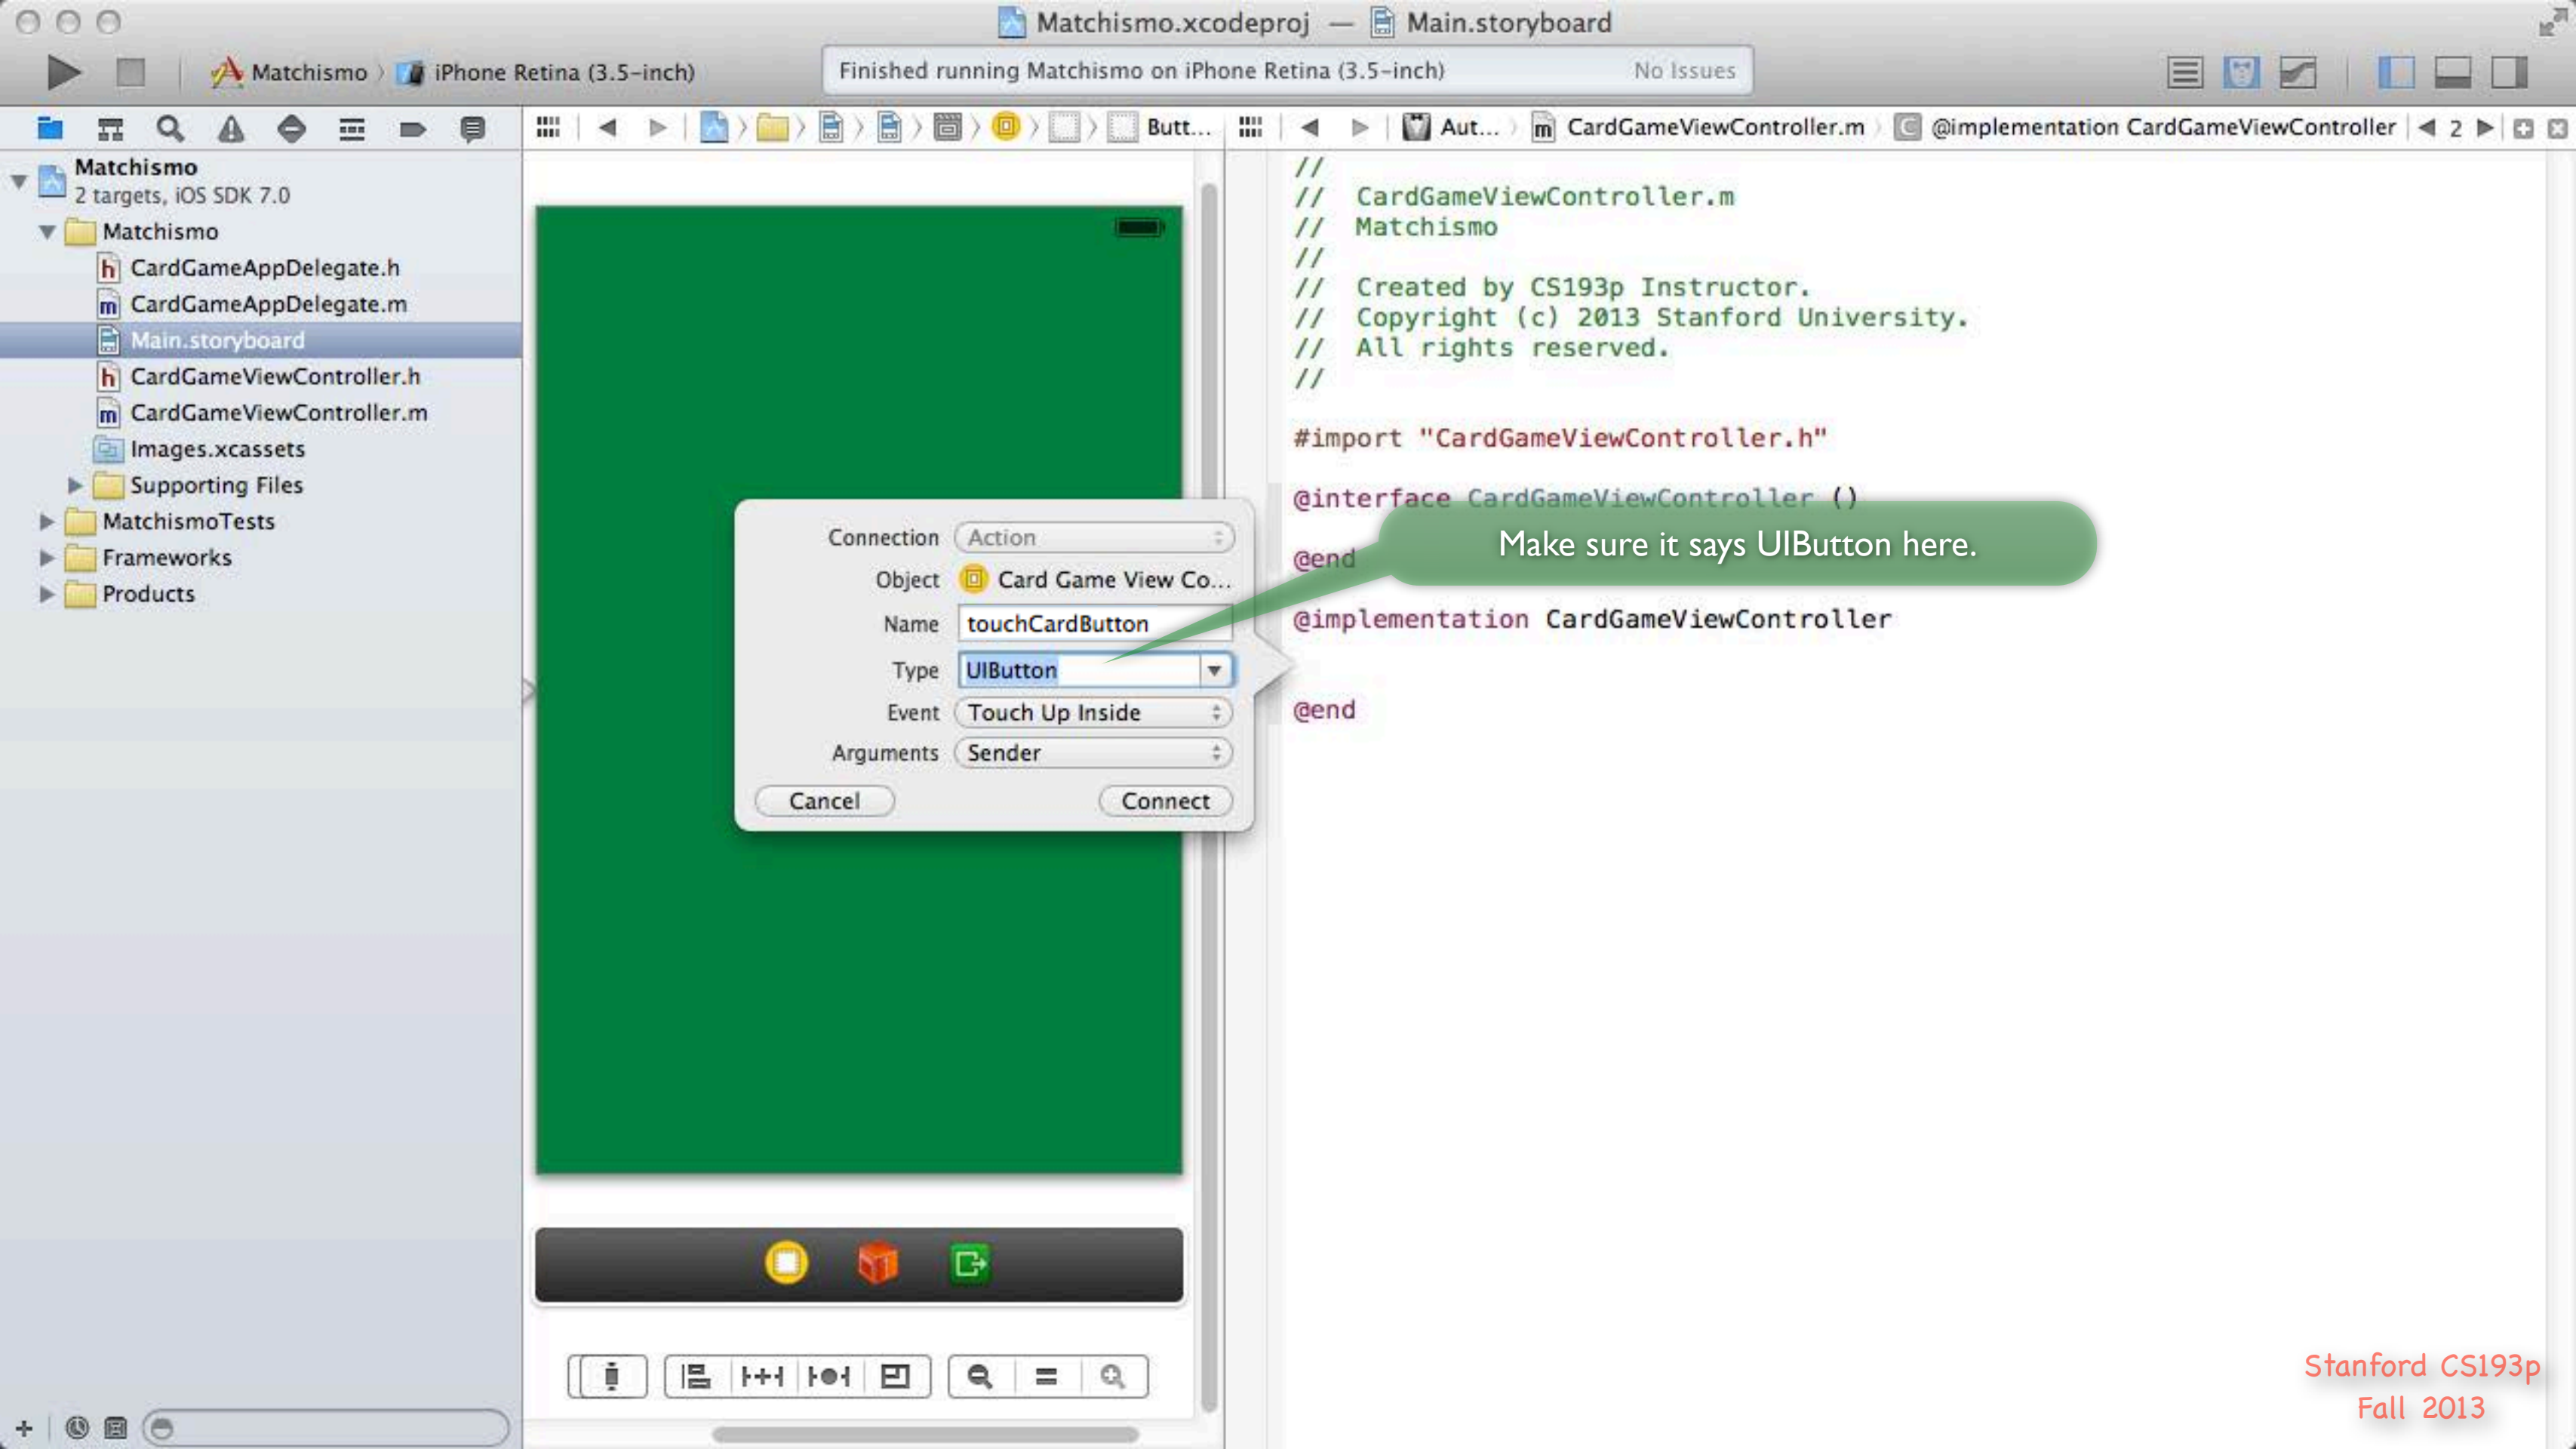 Matchismo.xcodeproj — Main.storyboard
Matchismo
iPhone Retina (3.5-inch)
Finished running Matchismo on iPhone Retina (3.5-inch)
No Issues
Butt...
Aut...
CardGameViewController.m
@implementation CardGameViewController
2
Matchismo
2 targets, iOS SDK 7.0
Matchismo
CardGameAppDelegate.h
CardGameAppDelegate.m
Main.storyboard
CardGameViewController.h
CardGameViewController.m
Images.xcassets
Supporting Files
MatchismoTests
Frameworks
Products
Connection Action
Object Card Game View Co...
Name touchCardButton
Type UIButton
Event Touch Up Inside
Arguments Sender
Cancel Connect
//
// CardGameViewController.m
// Matchismo
//
// Created by CS193p Instructor.
// Copyright (c) 2013 Stanford University.
// All rights reserved.
//
#import "CardGameViewController.h"
@interface CardGameViewController ()
Make sure it says UIButton here.
@end
@implementation CardGameViewController
@end
Stanford CS193p
Fall 2013